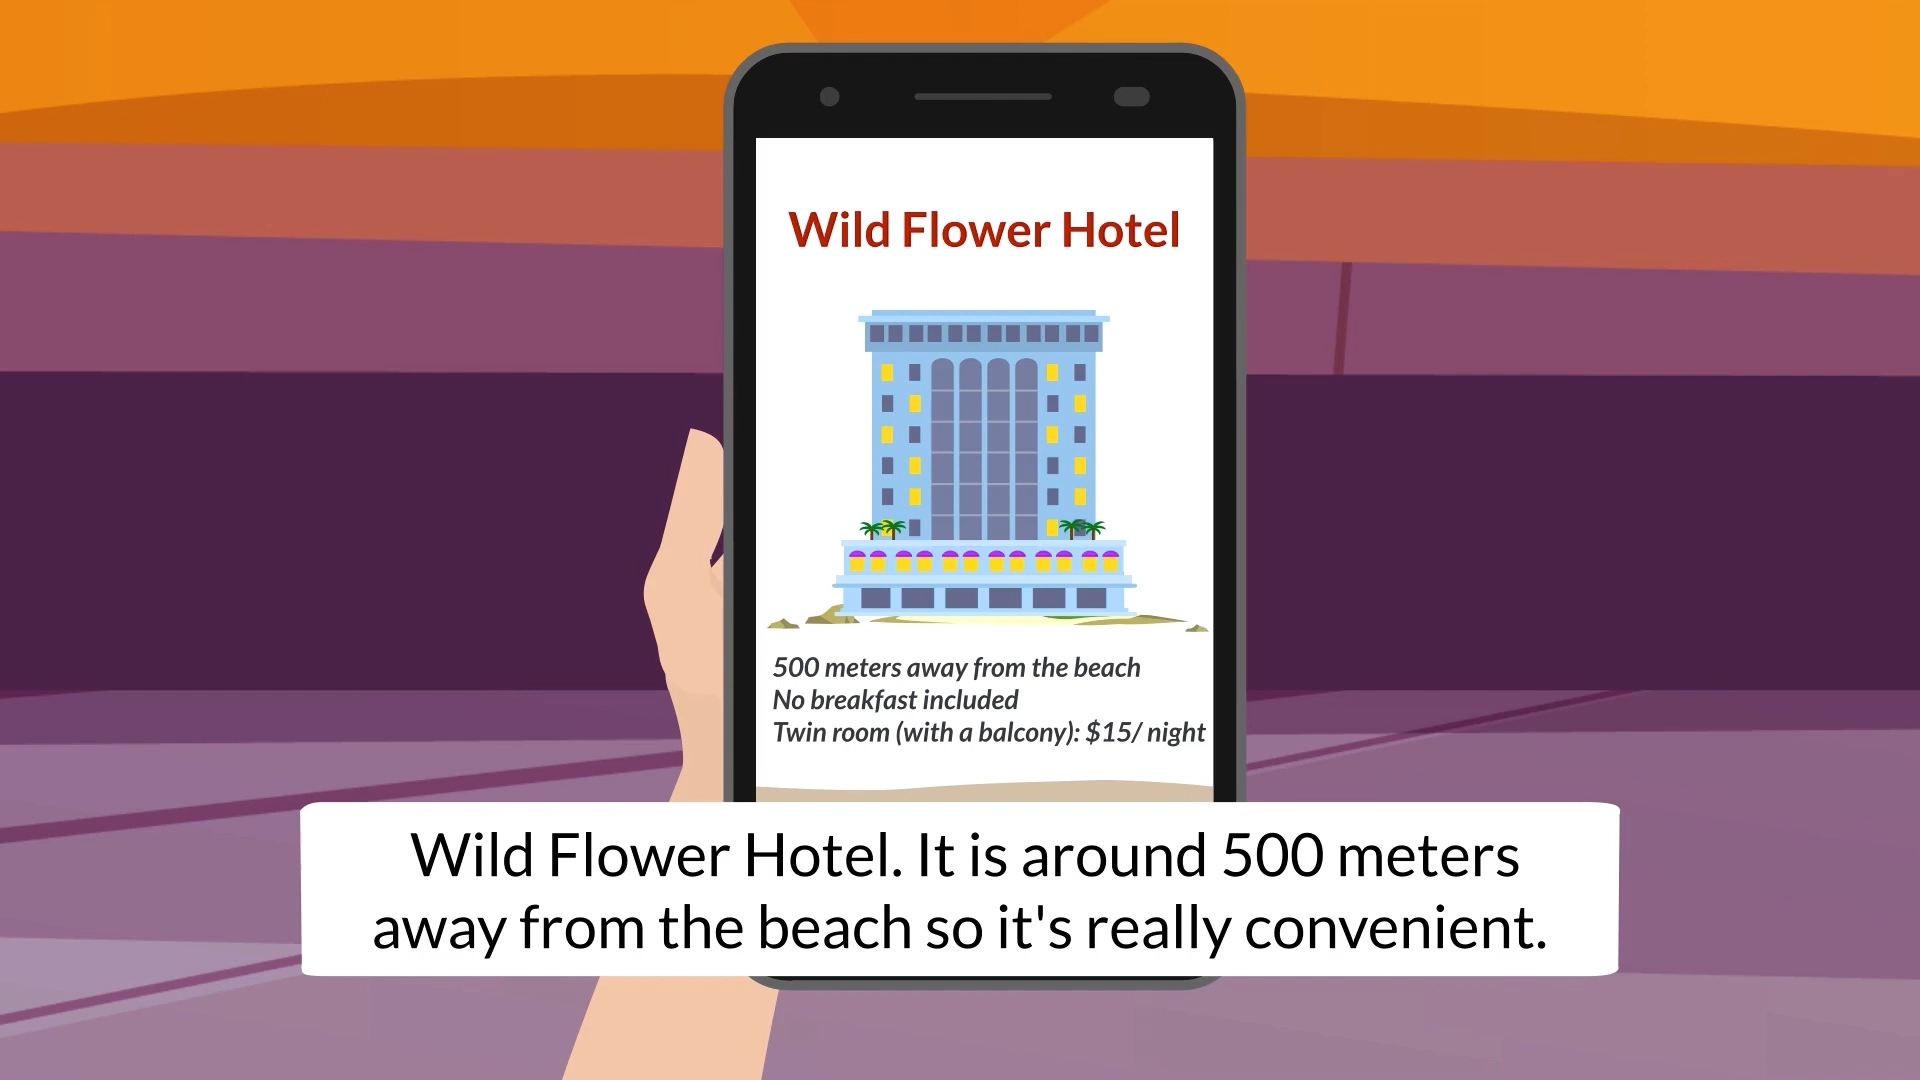 Wild Flower Hotel
500 meters away from the beach
No breakfast included
Twin room (with a balcony): $15/ night
Wild Flower Hotel. It is around 500 meters
away from the beach so it's really convenient.